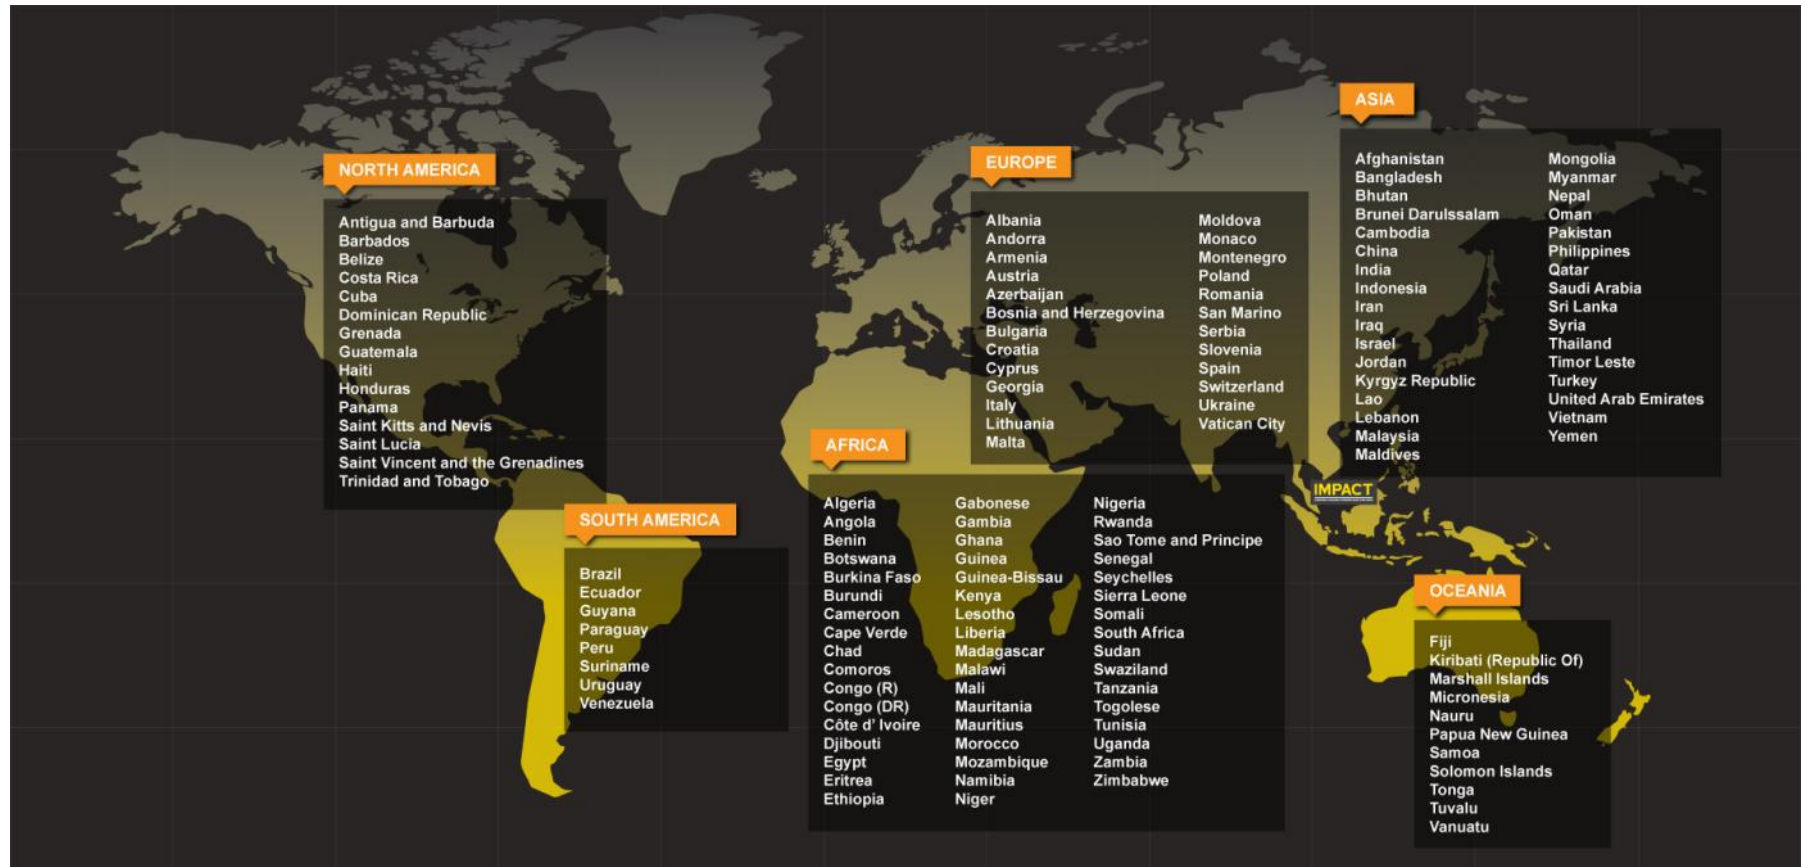 NORTH AMERICA
Antigua and Barbuda
Barbados
Belize
Costa Rica
Cuba
Dominican Republic
Grenada
Guatemala
Haiti
Honduras
Panama
Saint Kitts and Nevis
Saint Lucia
Saint Vincent and the Grenadines
Trinidad and Tobago
SOUTH AMERICA
Brazil
Ecuador
Guyana
Paraguay
Peru
Suriname
Uruguay
Venezuela
EUROPE
Albania
Andorra
Armenia
Austria
Azerbaijan
Bosnia and Herzegovina
Bulgaria
Croatia
Cyprus
Georgia
Italy
Lithuania
Malta
Moldova
Monaco
Montenegro
Poland
Romania
San Marino
Serbia
Slovenia
Spain
Switzerland
Ukraine
Vatican City
AFRICA
Algeria
Angola
Benin
Botswana
Burkina Faso
Burundi
Cameroon
Cape Verde
Chad
Comoros
Congo (R)
Congo (DR)
Côte d' Ivoire
Djibouti
Egypt
Eritrea
Ethiopia
Gabonese
Gambia
Ghana
Guinea
Guinea-Bissau
Kenya
Lesotho
Liberia
Madagascar
Malawi
Mali
Mauritania
Mauritius
Morocco
Mozambique
Namibia
Niger
Nigeria
Rwanda
Sao Tome and Principe
Senegal
Seychelles
Sierra Leone
Somali
South Africa
Sudan
Swaziland
Tanzania
Togolese
Tunisia
Uganda
Zambia
Zimbabwe
ASIA
Afghanistan
Bangladesh
Bhutan
Brunei Darulssalam
Cambodia
China
India
Indonesia
Iran
Iraq
Israel
Jordan
Kyrgyz Republic
Lao
Lebanon
Malaysia
Maldives
Mongolia
Myanmar
Nepal
Oman
Pakistan
Philippines
Qatar
Saudi Arabia
Sri Lanka
Syria
Thailand
Timor Leste
Turkey
United Arab Emirates
Vietnam
Yemen
IMPACT
OCEANIA
Fiji
Kiribati (Republic Of)
Marshall Islands
Micronesia
Nauru
Papua New Guinea
Samoa
Solomon Islands
Tonga
Tuvalu
Vanuatu